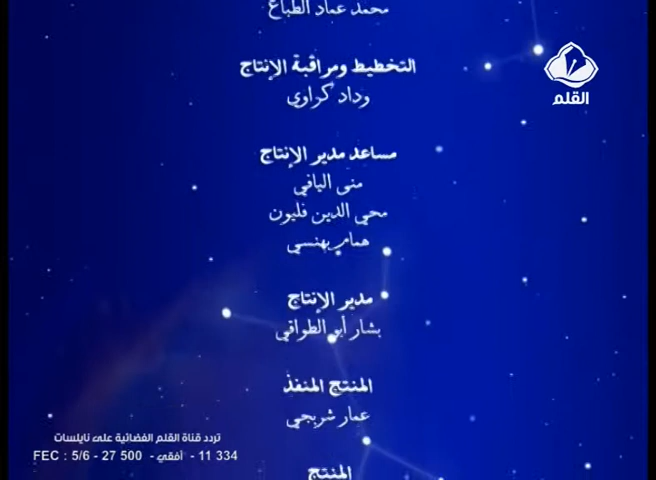 محمد عماد الطباع
التخطيط ومراقبة الإنتاج
وداد كراوي
القلم
مساعد مدير الإنتاج
منى اليافي
محي الدين فليون
همام بهنسي
مدير الإنتاج
بشار أبو الطواقي
المنتج المنفذ
عمار شربجي
تردد قناة القلم الفضائية على نايلسات
11 334 - أفقي - FEC : 5/6 - 27 500
المنتج